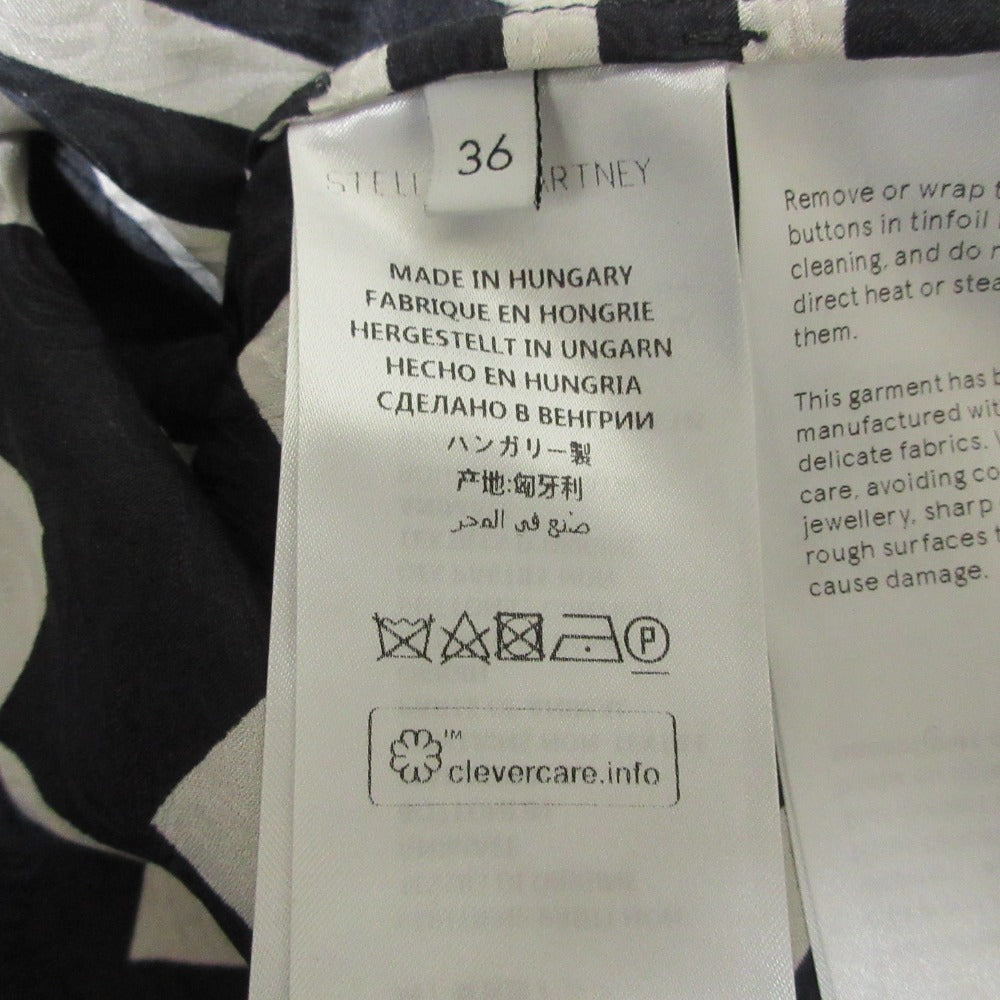 36
STELL ARTNEY
MADE IN HUNGARY
FABRIQUE EN HONGRIE
HERGESTELLT IN UNGARN
HECHO EN HUNGRIA
СДЕЛАНО В ВЕНГРИИ
ハンガリー製
产地:匈牙利
صنع في المجر
P
TM
clevercare.info
Remove or wrap
buttons in tinfoil
cleaning, and do
direct heat or
them.
This garment has
manufactured
delicate fabrics.
care, avoiding
jewellery, sharp
rough surfaces
cause damage.